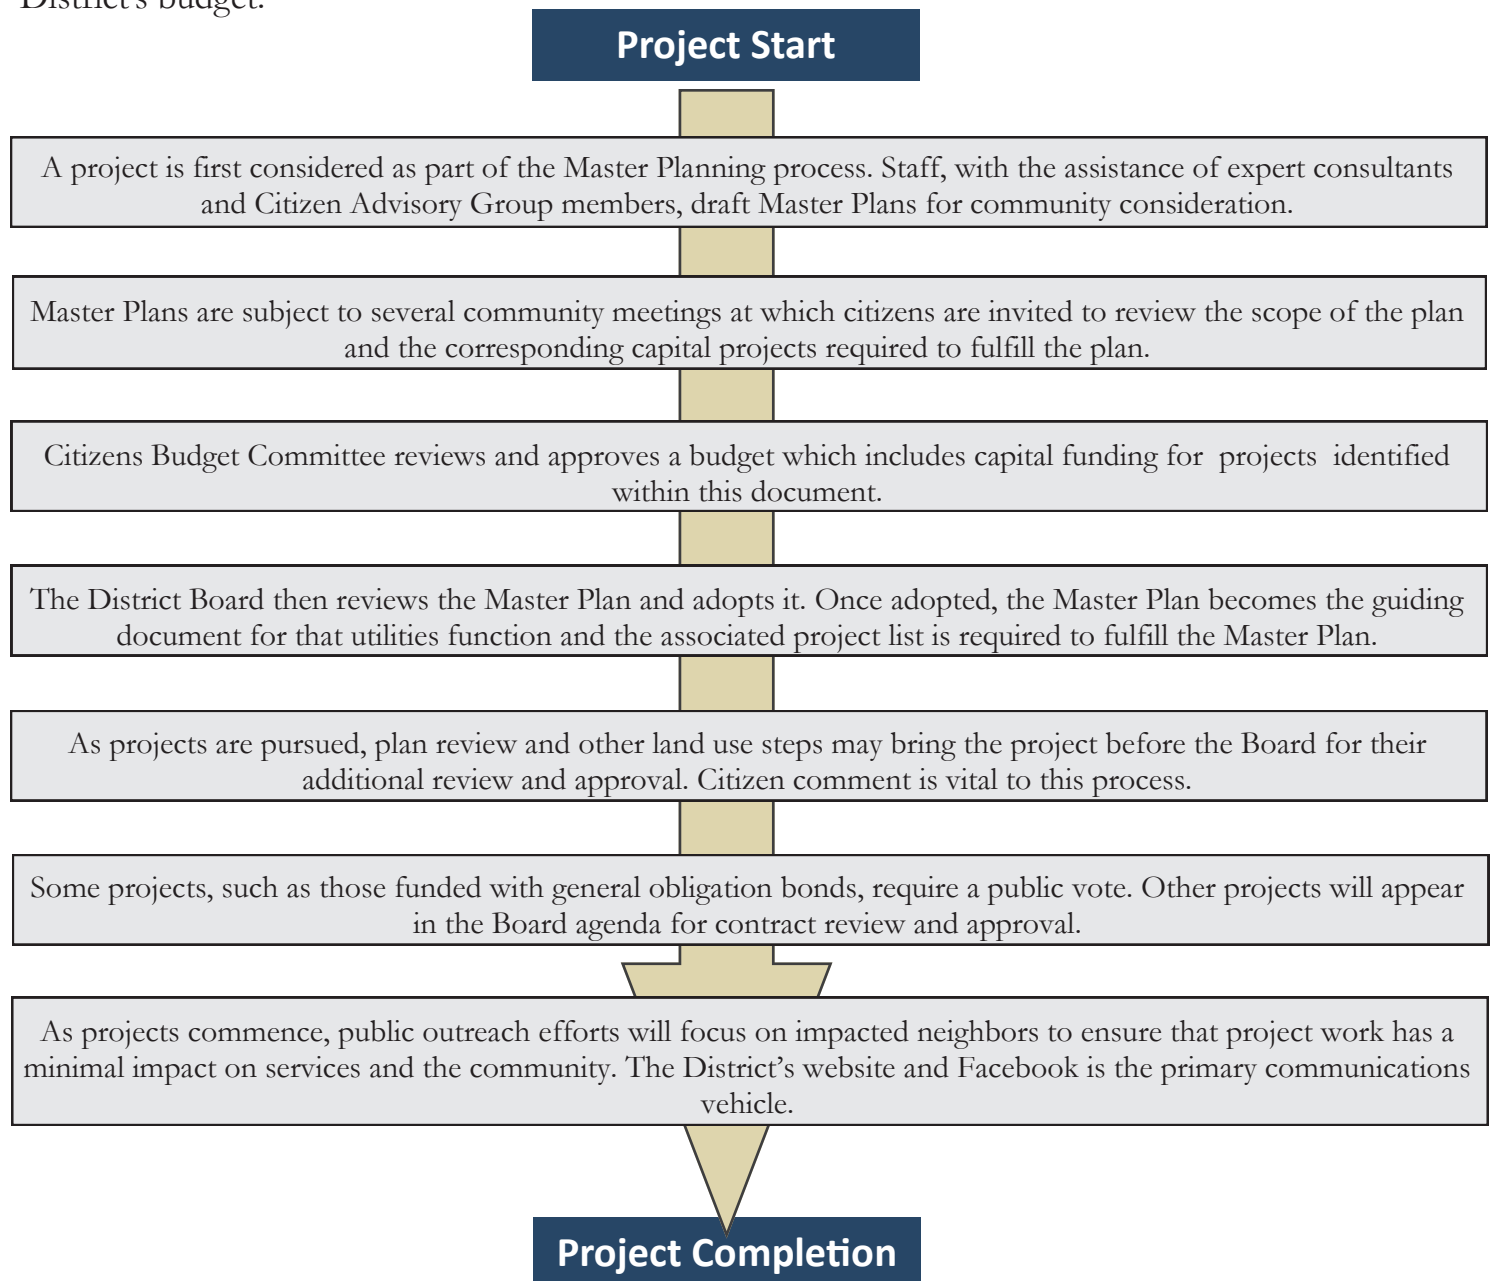 District's budget.
Project Start
A project is first considered as part of the Master Planning process. Staff, with the assistance of expert consultants
and Citizen Advisory Group members, draft Master Plans for community consideration.
Master Plans are subject to several community meetings at which citizens are invited to review the scope of the plan
and the corresponding capital projects required to fulfill the plan.
Citizens Budget Committee reviews and approves a budget which includes capital funding for projects identified
within this document.
The District Board then reviews the Master Plan and adopts it. Once adopted, the Master Plan becomes the guiding
document for that utilities function and the associated project list is required to fulfill the Master Plan.
As projects are pursued, plan review and other land use steps may bring the project before the Board for their
additional review and approval. Citizen comment is vital to this process.
Some projects, such as those funded with general obligation bonds, require a public vote. Other projects will appear
in the Board agenda for contract review and approval.
As projects commence, public outreach efforts will focus on impacted neighbors to ensure that project work has a
minimal impact on services and the community. The District’s website and Facebook is the primary communications
vehicle.
Project Completion